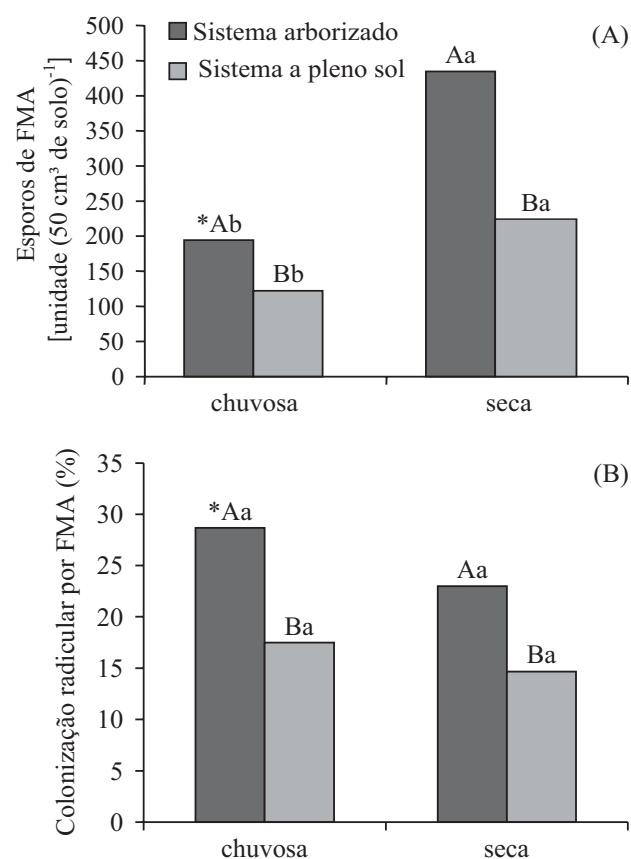 Sistema arborizado
Sistema a pleno sol
(A)
Esporos de FMA
[unidade (50 cm³ de solo)⁻¹]
500
450
400
350
300
250
200
150
100
50
0
*Ab
Bb
Aa
Ba
chuvosa
seca
(B)
Colonização radicular por FMA (%)
35
30
25
20
15
10
5
0
*Aa
Ba
Aa
Ba
chuvosa
seca